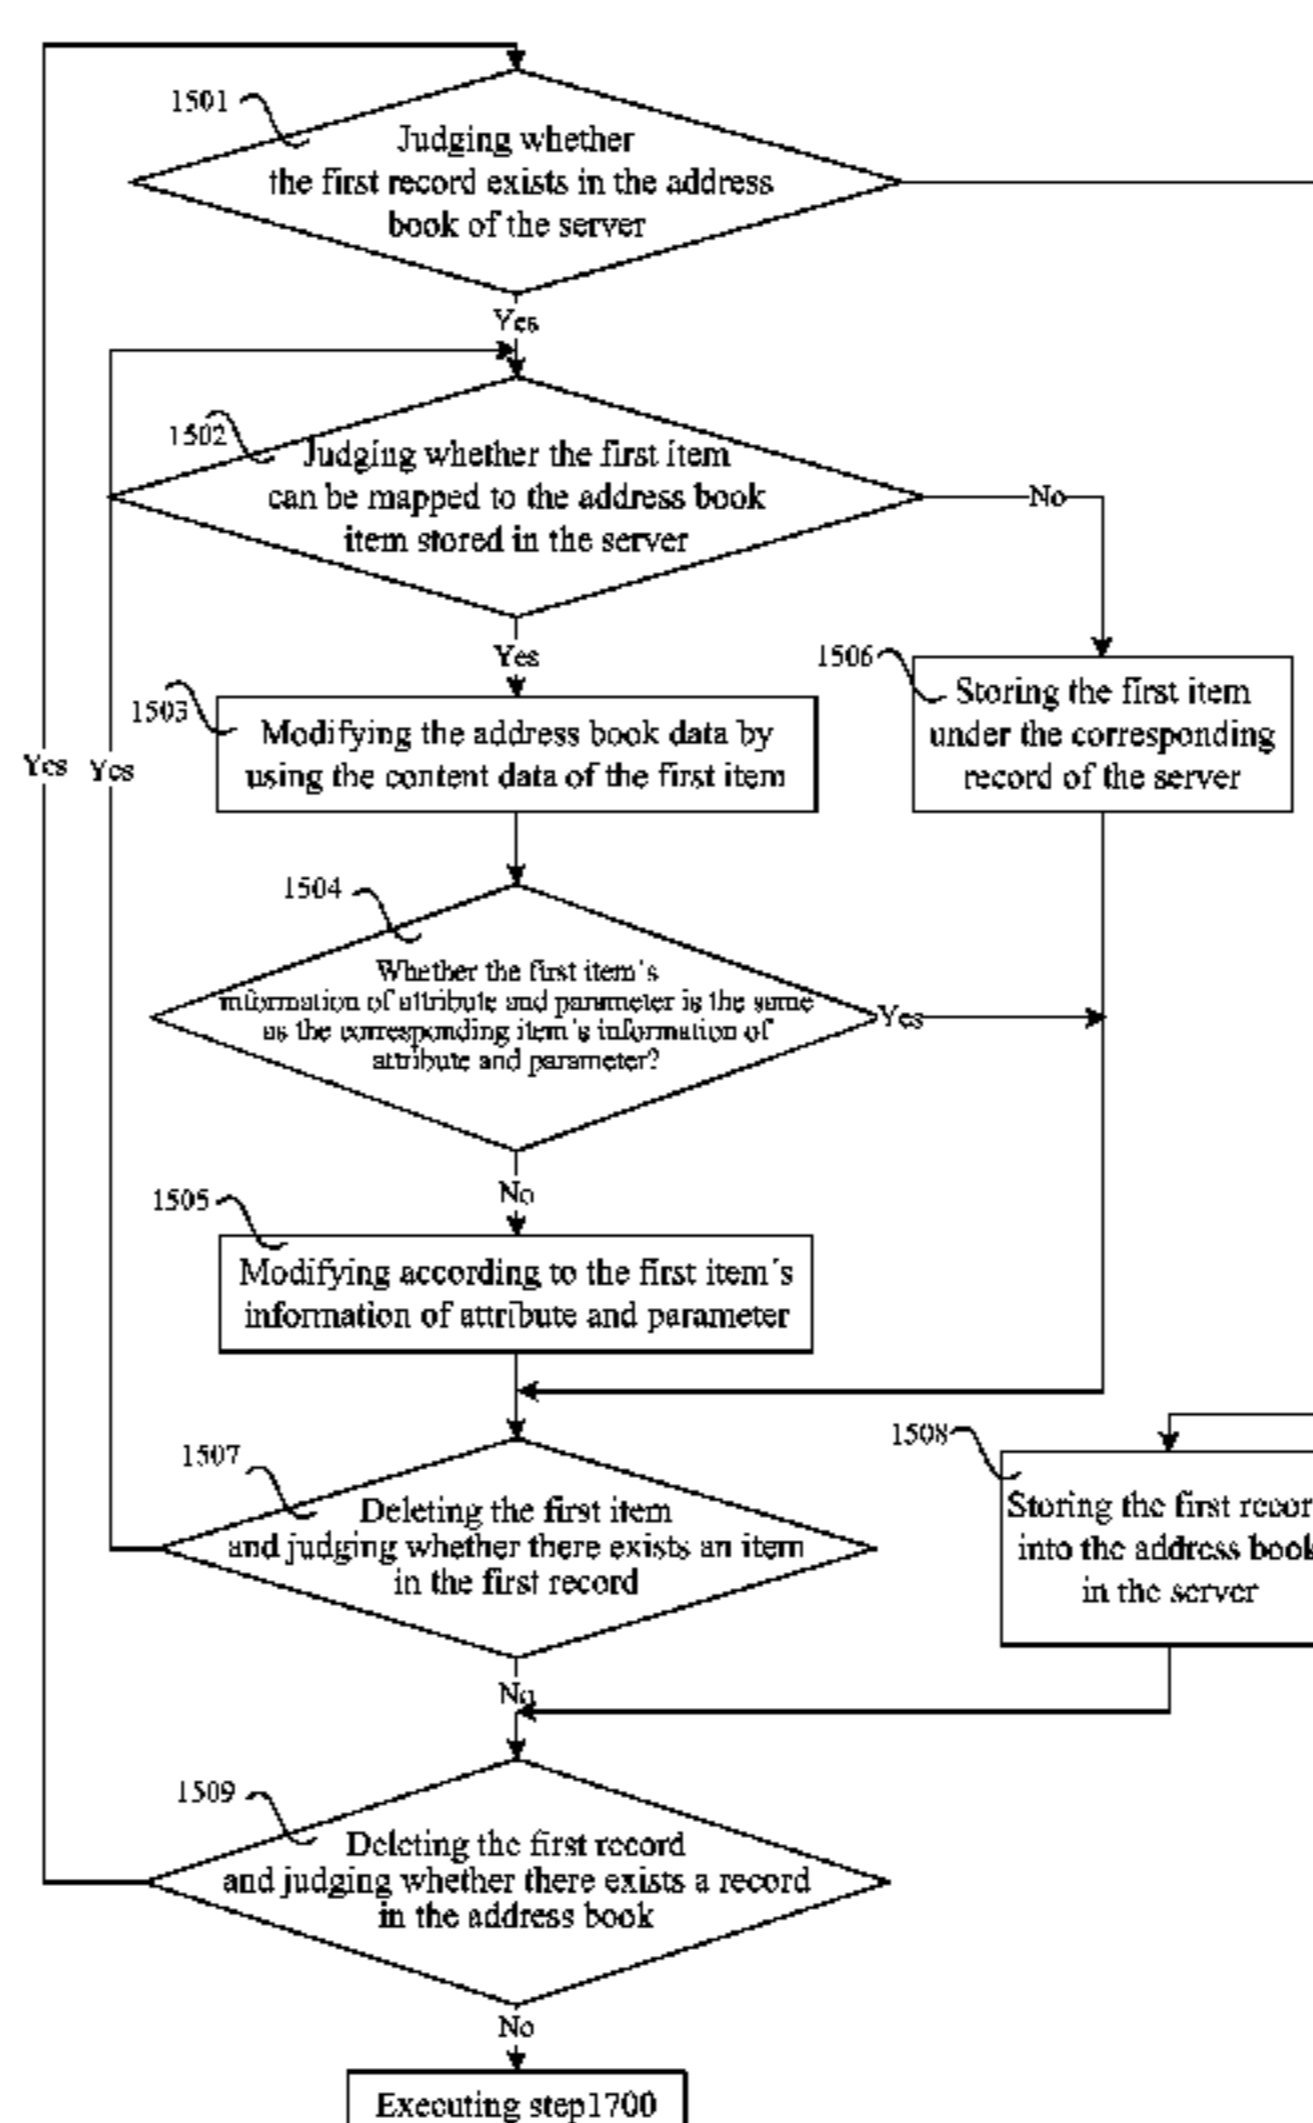 1501
Judging whether
the first record exists in the address
book of the server
Yes
1502
Judging whether the first item
can be mapped to the address book
item stored in the server
No
Yes
1506
Storing the first item
under the corresponding
record of the server
1503
Modifying the address book data by
using the content data of the first item
Yes
Yes
1504
Whether the first item´s
information of attribute and parameter is the same
as the corresponding item´s information of
attribute and parameter?
Yes
No
1505
Modifying according to the first item´s
information of attribute and parameter
1507
Deleting the first item
and judging whether there exists an item
in the first record
1508
Storing the first recor
into the address book
in the server
No
1509
Deleting the first record
and judging whether there exists a record
in the address book
No
Executing step1700